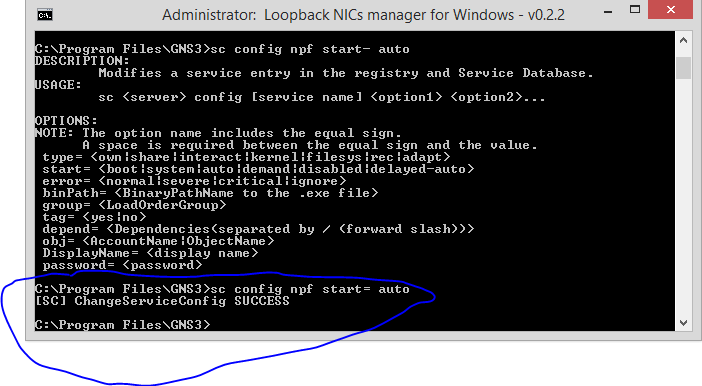 Administrator: Loopback NICs manager for Windows - v0.2.2
C:\Program Files\GNS3>sc config npf start- auto
DESCRIPTION:
Modifies a service entry in the registry and Service Database.
USAGE:
sc <server> config [service name] <option1> <option2>...
OPTIONS:
NOTE: The option name includes the equal sign.
A space is required between the equal sign and the value.
type= <own|share|interact|kernel|filesys|rec|adapt>
start= <boot|system|auto|demand|disabled|delayed-auto>
error= <normal|severe|critical|ignore>
binPath= <BinaryPathName to the .exe file>
group= <LoadOrderGroup>
tag= <yes|no>
depend= <Dependencies(separated by / (forward slash))>
obj= <AccountName|ObjectName>
DisplayName= <display name>
password= <password>
C:\Program Files\GNS3>sc config npf start= auto
[SC] ChangeServiceConfig SUCCESS
C:\Program Files\GNS3>